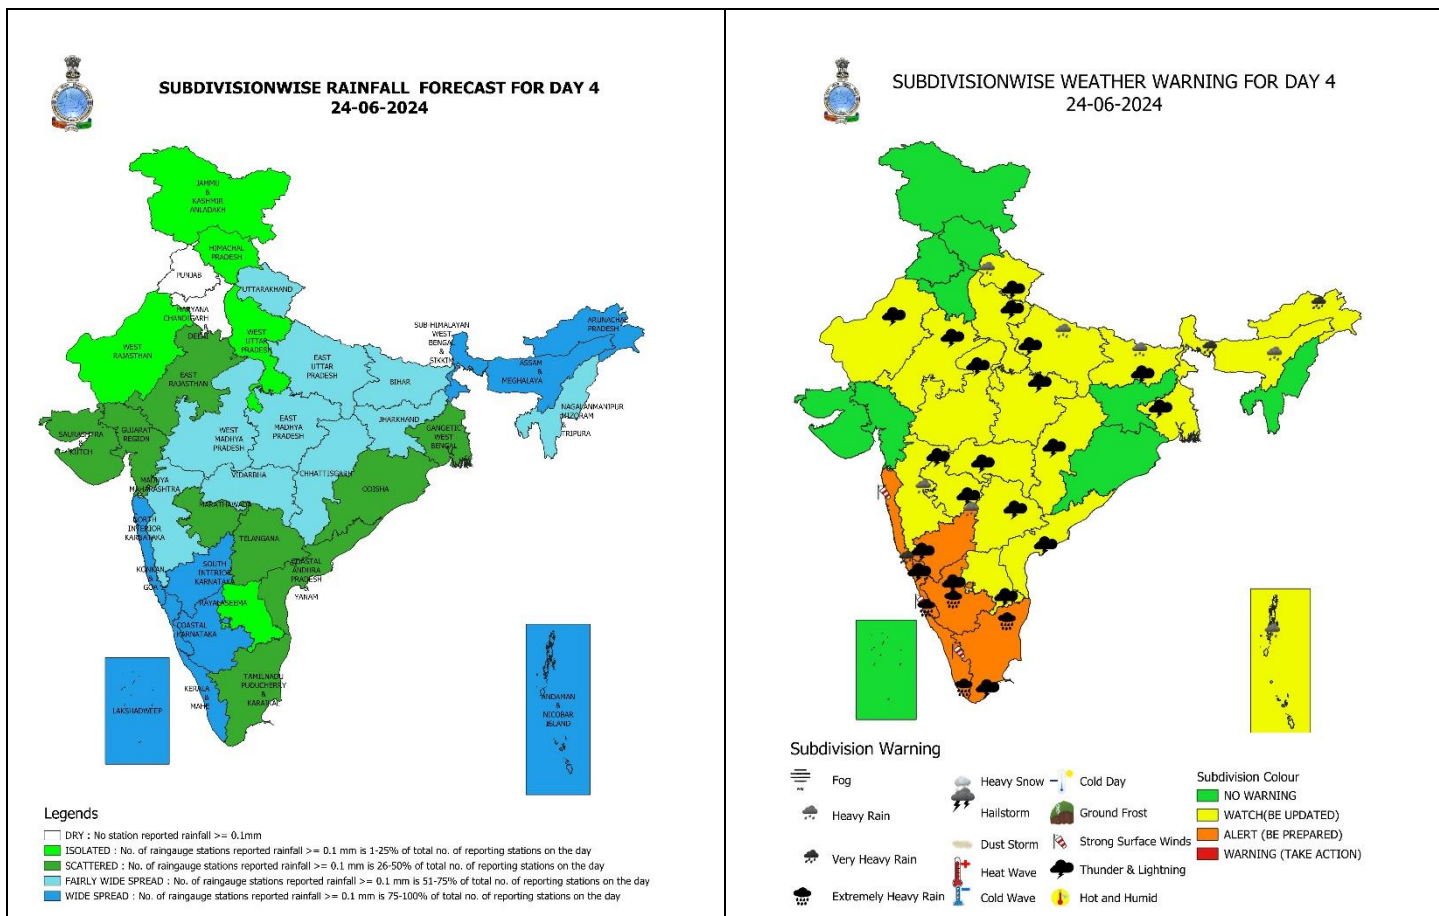 SUBDIVISIONWISE RAINFALL FORECAST FOR DAY 4
24-06-2024
JAMMU
&
KASHMIR
ANLADAKH
HIMACHAL
PRADESH
PUNJAB
UTTARAKHAND
HARYANA
CHANDIGARH
&
DELHI
WEST
UTTAR
PRADESH
WEST
RAJASTHAN
EAST
RAJASTHAN
EAST
UTTAR
PRADESH
SUB-HIMALAYAN
WEST
BENGAL
&
SIKKIM
ARUNACHAL
PRADESH
ASSAM
&
MEGHALAYA
BIHAR
NAGALANMANIPUR
MIZORAM
&
TRIPURA
JHARKHAND
GANGETIC
WEST
BENGAL
SAURASHTRA
&
KUTCH
GUJARAT
REGION
WEST
MADHYA
PRADESH
EAST
MADHYA
PRADESH
VIDARBHA
CHHATTISGARH
ODISHA
MADHYA
MAHARASHTRA
MARATHAWADA
NORTH
INTERIOR
KARNATAKA
TELANGANA
KONKAN
&
GOA
SOUTH
INTERIOR
KARNATAKA
COASTAL
ANDHRA
PRADESH
&
YANAM
RAYALASEEMA
COASTAL
KARNATAKA
TAMILNADU
PUDUCHERRY
&
KARAIKAL
KERALA
&
MAHE
LAKSHADWEEP
ANDAMAN
&
NICOBAR
ISLAND
Legends
DRY : No station reported rainfall >= 0.1mm
ISOLATED : No. of raingauge stations reported rainfall >= 0.1 mm is 1-25% of total no. of reporting stations on the day
SCATTERED : No. of raingauge stations reported rainfall >= 0.1 mm is 26-50% of total no. of reporting stations on the day
FAIRLY WIDE SPREAD : No. of raingauge stations reported rainfall >= 0.1 mm is 51-75% of total no. of reporting stations on the day
WIDE SPREAD : No. of raingauge stations reported rainfall >= 0.1 mm is 75-100% of total no. of reporting stations on the day
SUBDIVISIONWISE WEATHER WARNING FOR DAY 4
24-06-2024
Subdivision Warning
Fog
Heavy Rain
Very Heavy Rain
Extremely Heavy Rain
Heavy Snow
Hailstorm
Dust Storm
Heat Wave
Cold Wave
Cold Day
Ground Frost
Strong Surface Winds
Thunder & Lightning
Hot and Humid
Subdivision Colour
NO WARNING
WATCH(BE UPDATED)
ALERT (BE PREPARED)
WARNING (TAKE ACTION)